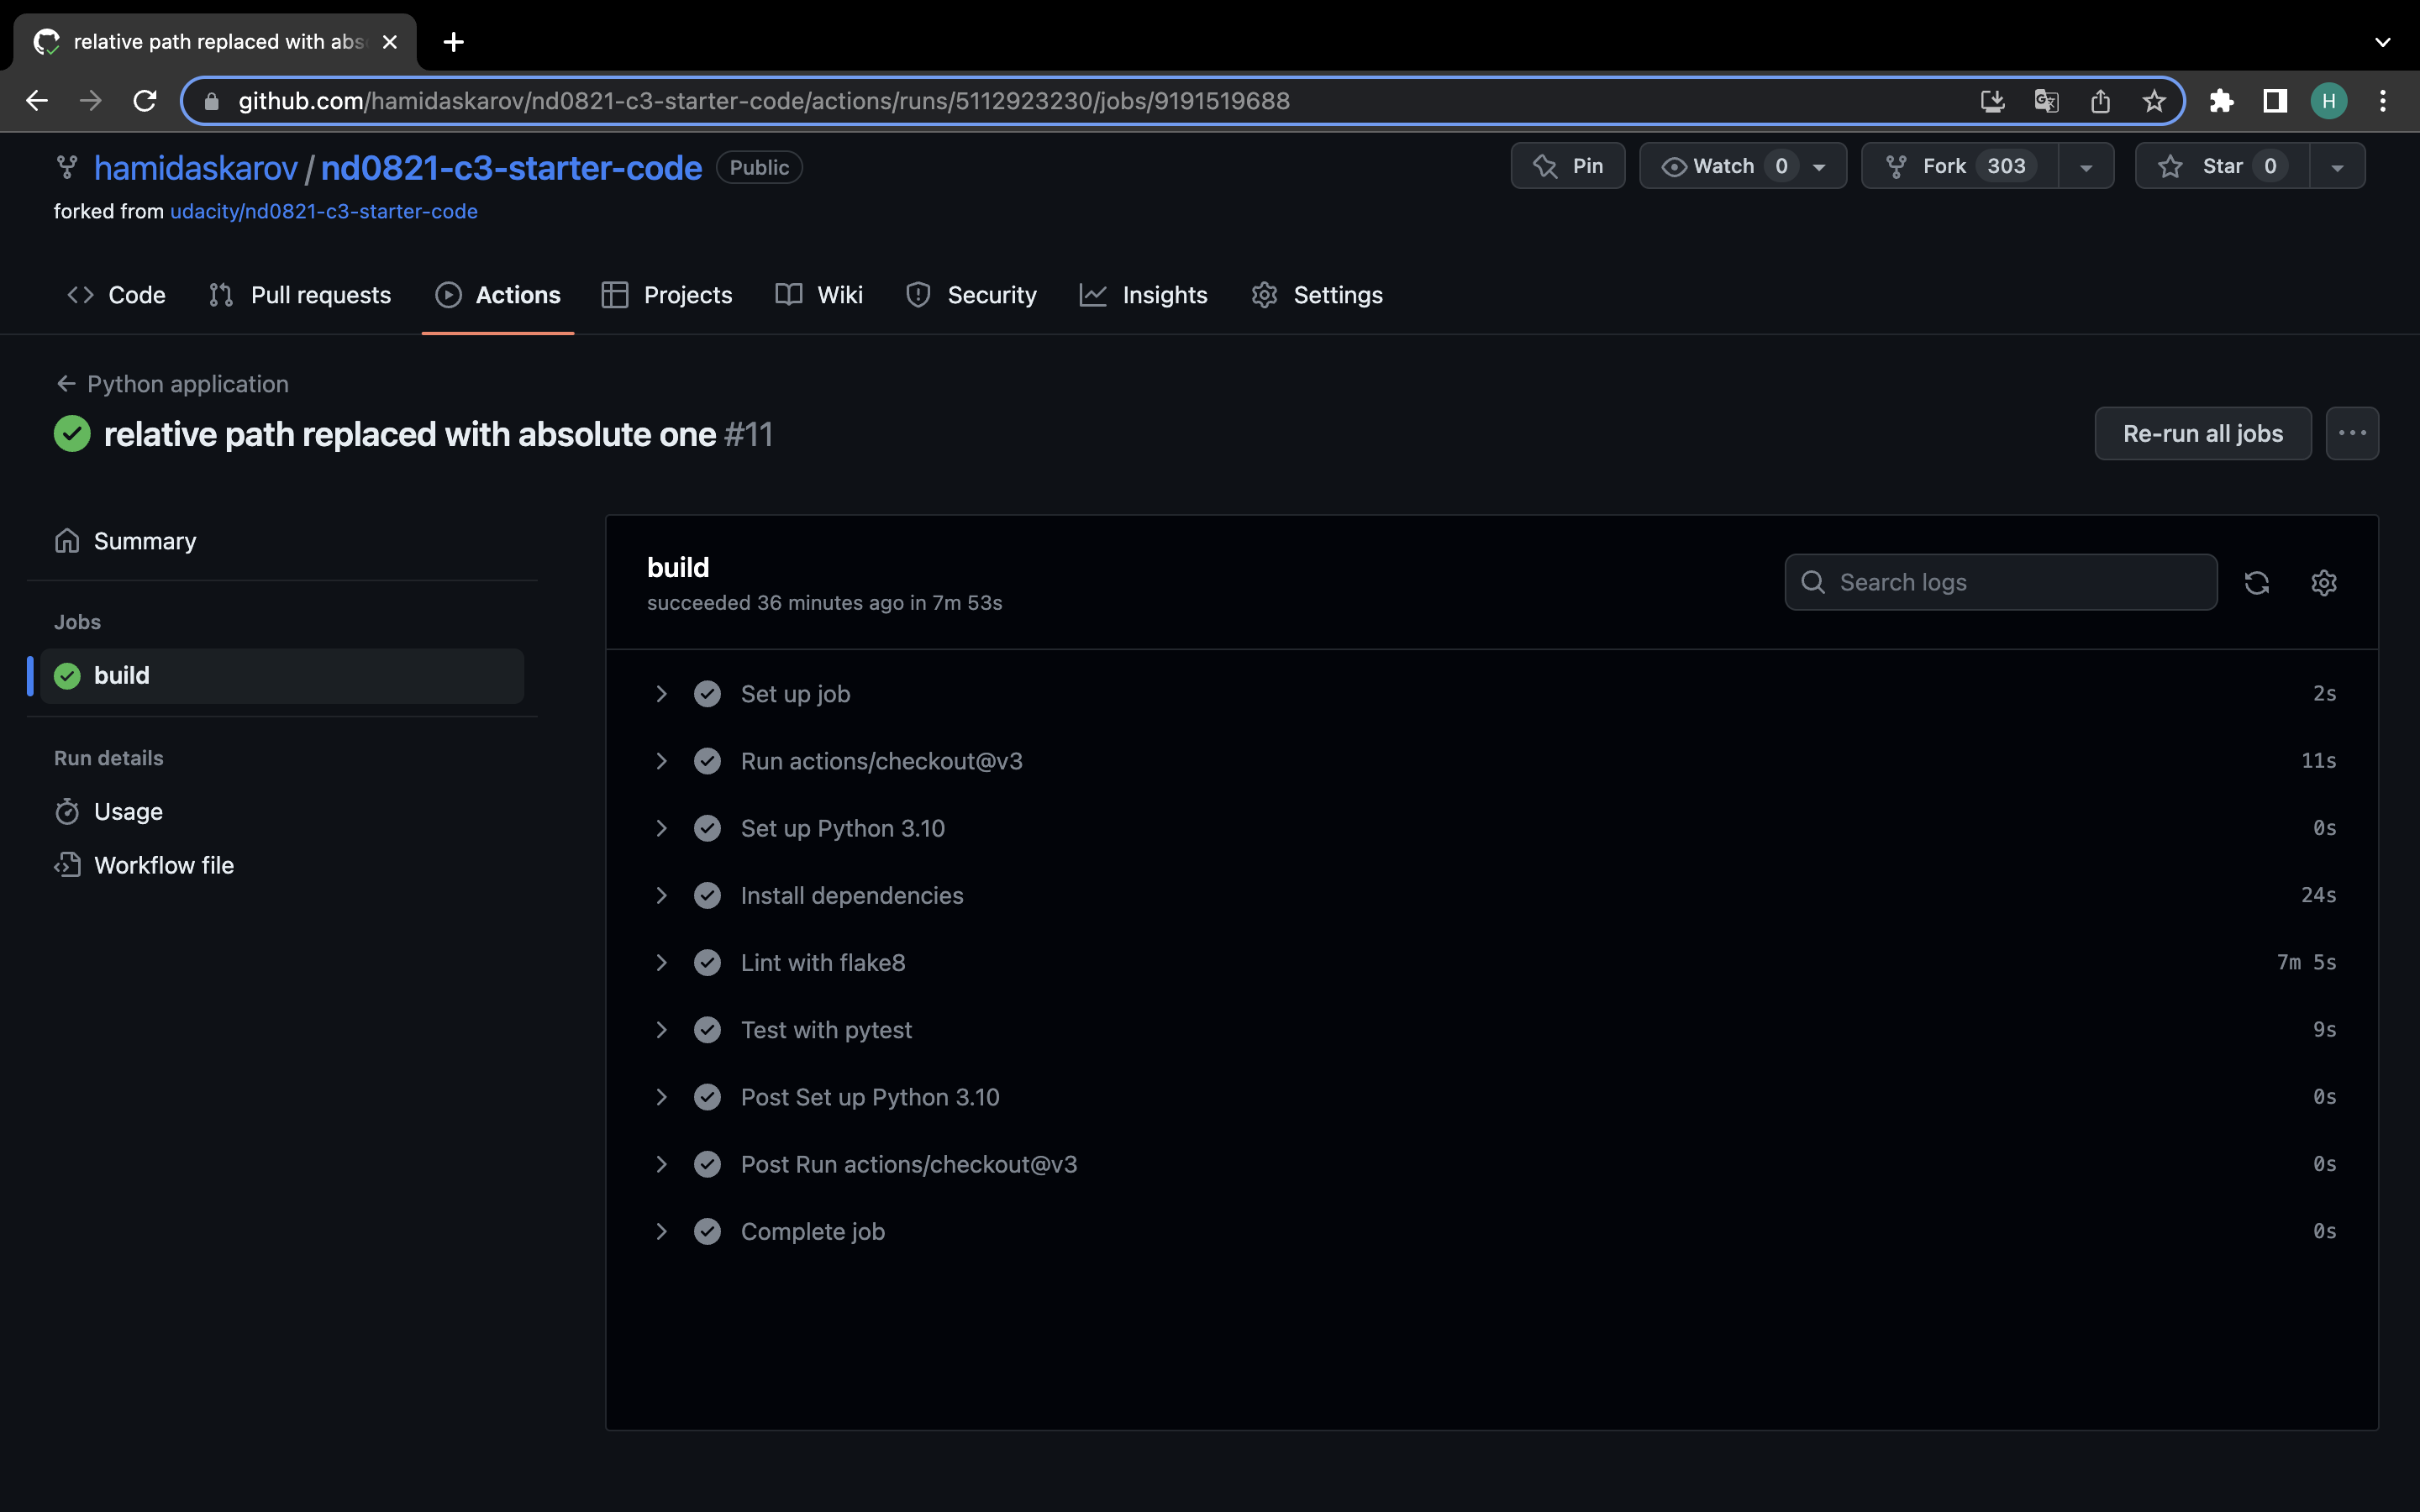 relative path replaced with abs
github.com/hamidaskarov/nd0821-c3-starter-code/actions/runs/5112923230/jobs/9191519688
H
hamidaskarov / nd0821-c3-starter-code Public
Pin
Watch 0
Fork 303
Star 0
forked from udacity/nd0821-c3-starter-code
Code
Pull requests
Actions
Projects
Wiki
Security
Insights
Settings
Python application
relative path replaced with absolute one #11
Re-run all jobs
Summary
Jobs
build
Run details
Usage
Workflow file
build
succeeded 36 minutes ago in 7m 53s
Search logs
Set up job 2s
Run actions/checkout@v3 11s
Set up Python 3.10 0s
Install dependencies 24s
Lint with flake8 7m 5s
Test with pytest 9s
Post Set up Python 3.10 0s
Post Run actions/checkout@v3 0s
Complete job 0s